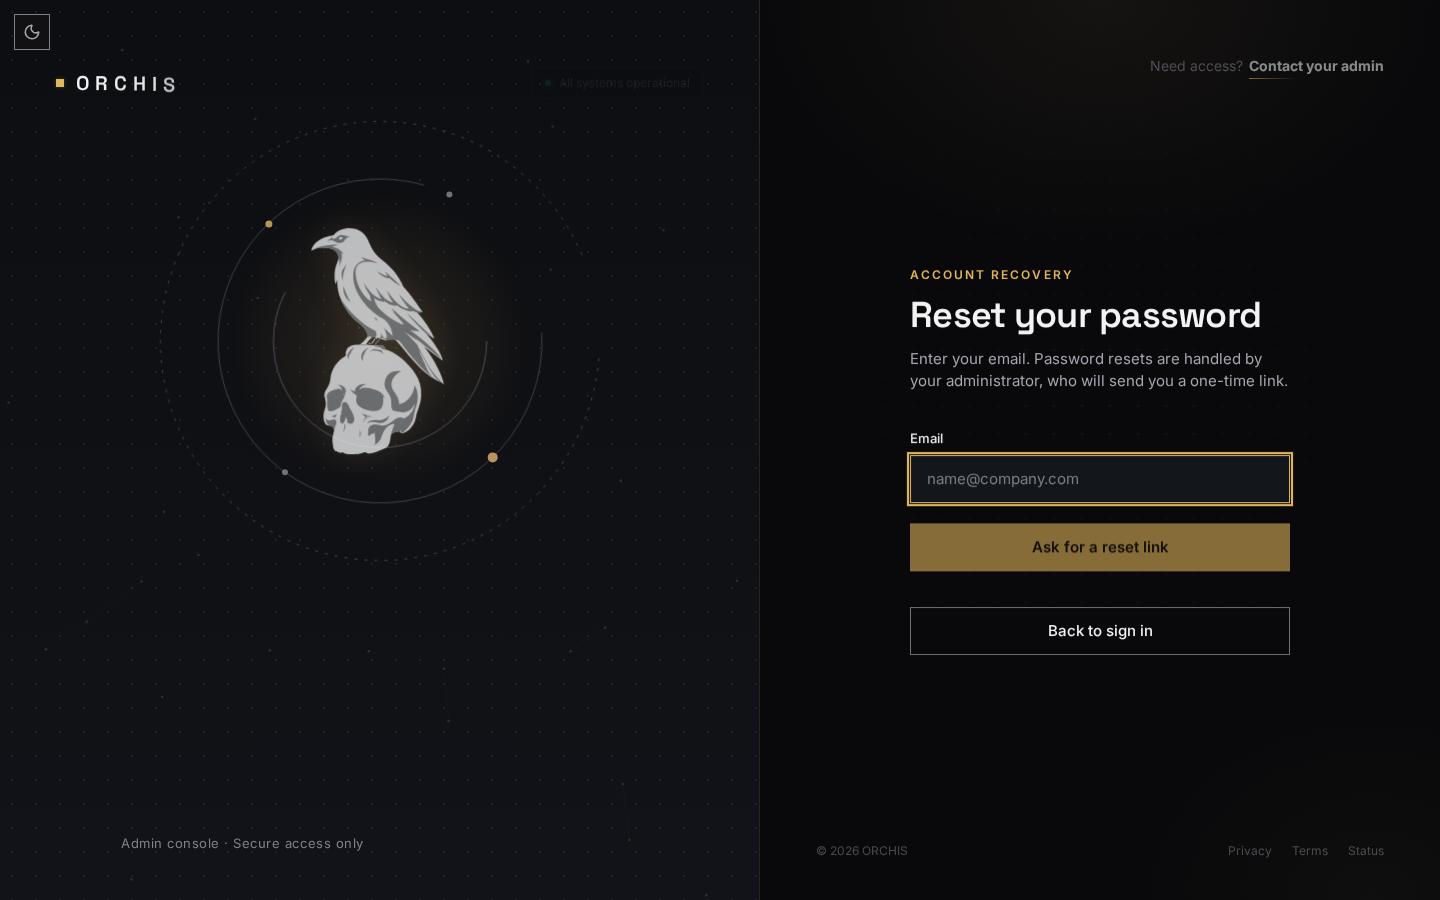 ORCHIS
All systems operational
Need access? Contact your admin
ACCOUNT RECOVERY
Reset your password
Enter your email. Password resets are handled by
your administrator, who will send you a one-time link.
Email
name@company.com
Ask for a reset link
Back to sign in
Admin console · Secure access only
© 2026 ORCHIS
Privacy Terms Status